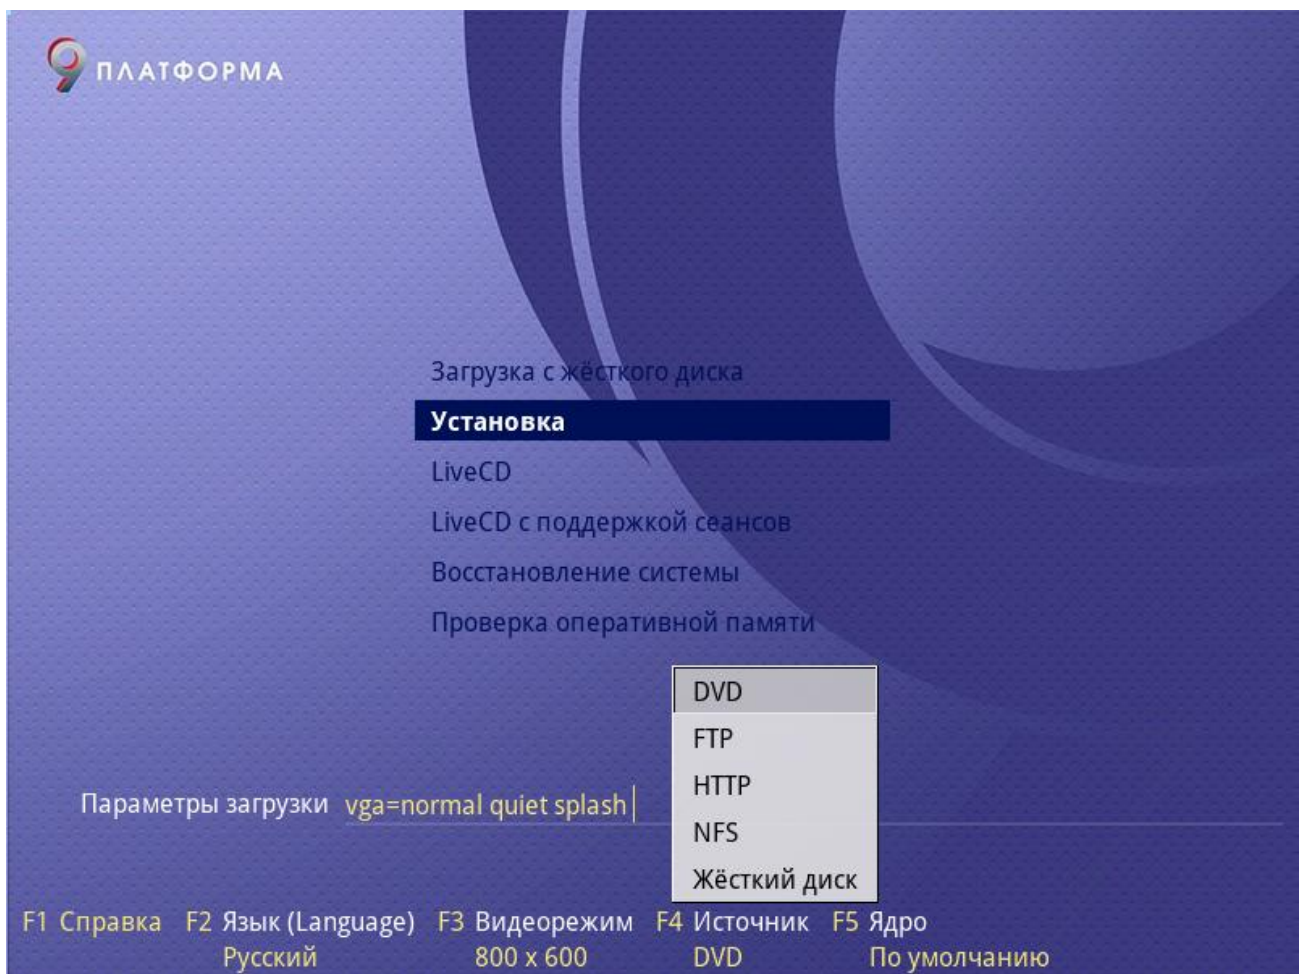 9 ПЛАТФОРМА
Загрузка с жёсткого диска
Установка
LiveCD
LiveCD с поддержкой сеансов
Восстановление системы
Проверка оперативной памяти
DVD
FTP
HTTP
NFS
Жёсткий диск
Параметры загрузки vga=normal quiet splash
F1 Справка F2 Язык (Language) F3 Видеорежим F4 Источник F5 Ядро
Русский 800 x 600 DVD По умолчанию